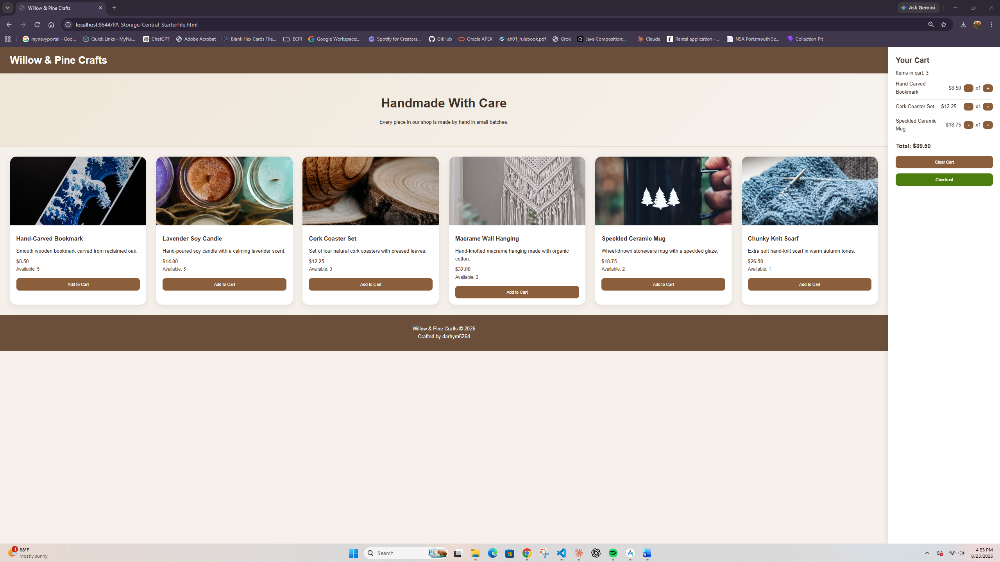 Willow & Pine Crafts
Ask Gemini
localhost:8644/PA_Storage-Central_StarterFile.html
mynavyportal - Goo...
Quick Links - MyNa...
ChatGPT
Adobe Acrobat
Blank Hex Cards Tile...
ECPI
Google Workspace:...
Spotify for Creators...
GitHub
Oracle APEX
eh01_rulebook.pdf
Grok
Java Composition:...
Claude
Rental application -...
NSA Portsmouth Sc...
Collection Pit
Willow & Pine Crafts
Handmade With Care
Every piece in our shop is made by hand in small batches.
Hand-Carved Bookmark
Smooth wooden bookmark carved from reclaimed oak.
$8.50
Available: 5
Add to Cart
Lavender Soy Candle
Hand-poured soy candle with a calming lavender scent.
$14.00
Available: 5
Add to Cart
Cork Coaster Set
Set of four natural cork coasters with pressed leaves.
$12.25
Available: 3
Add to Cart
Macrame Wall Hanging
Hand-knotted macrame hanging made with organic
cotton.
$32.00
Available: 2
Add to Cart
Speckled Ceramic Mug
Wheel-thrown stoneware mug with a speckled glaze.
$18.75
Available: 2
Add to Cart
Chunky Knit Scarf
Extra soft hand-knit scarf in warm autumn tones.
$26.50
Available: 1
Add to Cart
Willow & Pine Crafts © 2026
Crafted by darhym5264
Your Cart
Items in cart: 3
Hand-Carved
Bookmark
$8.50 - x1 +
Cork Coaster Set $12.25 - x1 +
Speckled Ceramic
Mug
$18.75 - x1 +
Total: $39.50
Clear Cart
Checkout
1
88°F
Mostly sunny
Search
4:53 PM
8/23/2026